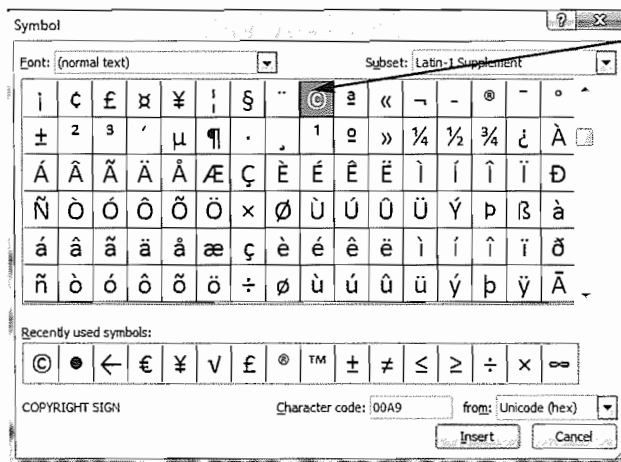 Symbol
Font: (normal text) Subset: Latin-1 Supplement
¡ ¢ £ ¤ ¥ ¦ § ¨ © ª « ¬ - ® ¯ °
± ² ³ ´ µ ¶ · ¸ ¹ º » ¼ ½ ¾ ¿ À
Á Â Ã Ä Å Æ Ç È É Ê Ë Ì Í Î Ï Ð
Ñ Ò Ó Ô Õ Ö × Ø Ù Ú Û Ü Ý Þ ß à
á â ã ä å æ ç è é ê ë ì í î ï ð
ñ ò ó ô õ ö ÷ ø ù ú û ü ý þ ÿ Ā
Recently used symbols:
© ● ← € ¥ √ £ ® ™ ± ≠ ≤ ≥ ÷ × ∞
COPYRIGHT SIGN Character code: 00A9 from: Unicode (hex)
Insert Cancel